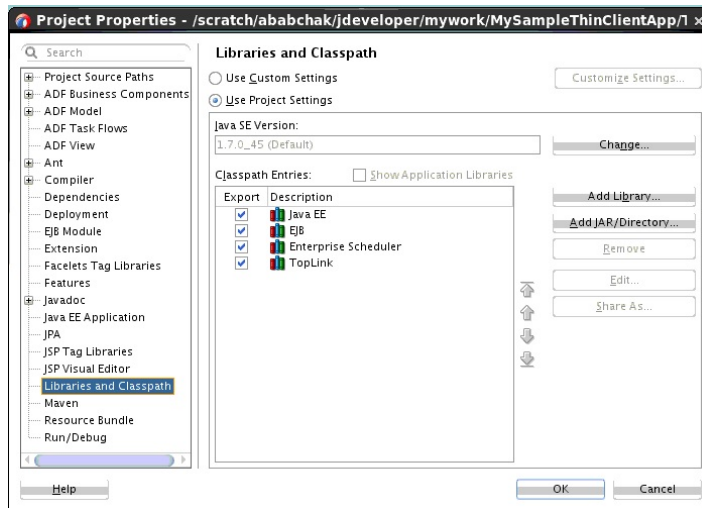 Project Properties - /scratch/ababchak/jdeveloper/mywork/MySampleThinClientApp/
Search
Project Source Paths
ADF Business Components
ADF Model
ADF Task Flows
ADF View
Ant
Compiler
Dependencies
Deployment
EJB Module
Extension
Facelets Tag Libraries
Features
Javadoc
Java EE Application
JPA
JSP Tag Libraries
JSP Visual Editor
Libraries and Classpath
Maven
Resource Bundle
Run/Debug
Libraries and Classpath
Use Custom Settings
Customize Settings...
Use Project Settings
Java SE Version:
1.7.0_45 (Default)
Change...
Classpath Entries:
Show Application Libraries
Export Description
Java EE
EJB
Enterprise Scheduler
TopLink
Add Library...
Add JAR/Directory...
Remove
Edit...
Share As...
Help
OK
Cancel